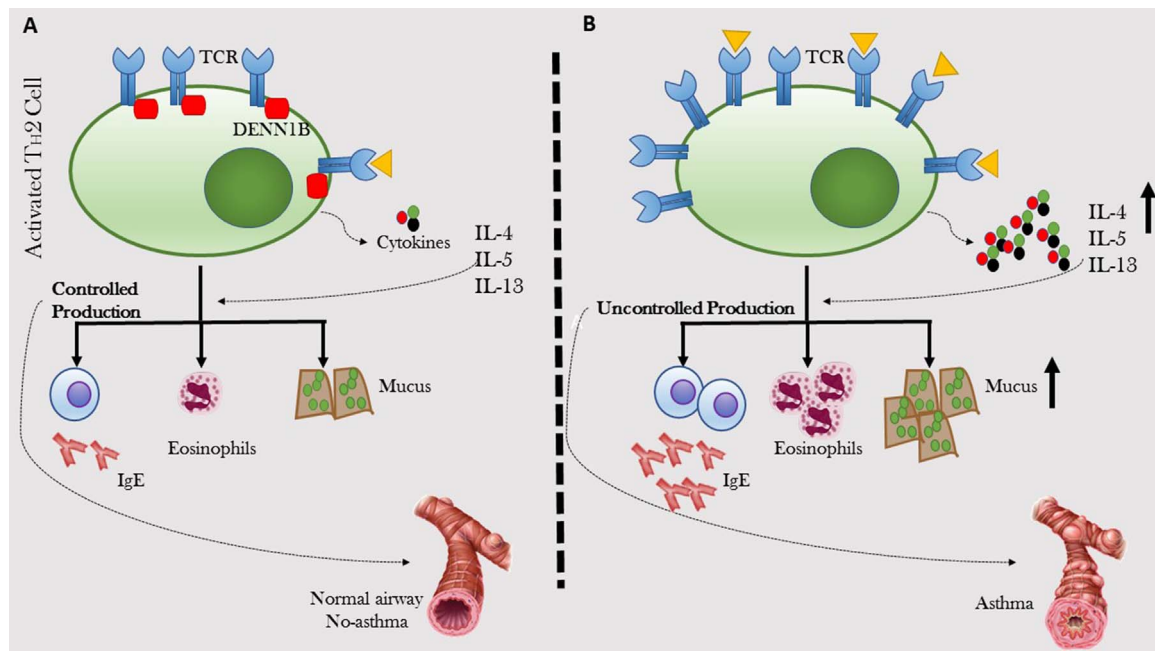 A
Activated TH2 Cell
TCR
DENN1B
Cytokines
IL-4
IL-5
IL-13
Controlled
Production
Mucus
Eosinophils
IgE
Normal airway
No-asthma
B
TCR
IL-4
IL-5
IL-13
Uncontrolled Production
Mucus
Eosinophils
IgE
Asthma